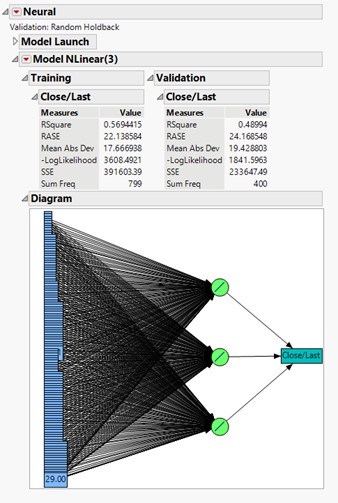 Neural
Validation: Random Holdback
Model Launch
Model NLinear(3)
Training Validation
Close/Last Close/Last
Measures Value Measures Value
RSquare 0.5694415 RSquare 0.48994
RASE 22.138584 RASE 24.168548
Mean Abs Dev 17.666938 Mean Abs Dev 19.428803
-LogLikelihood 3608.4921 -LogLikelihood 1841.5963
SSE 391603.39 SSE 233647.49
Sum Freq 799 Sum Freq 400
Diagram
Close/Last
29.00